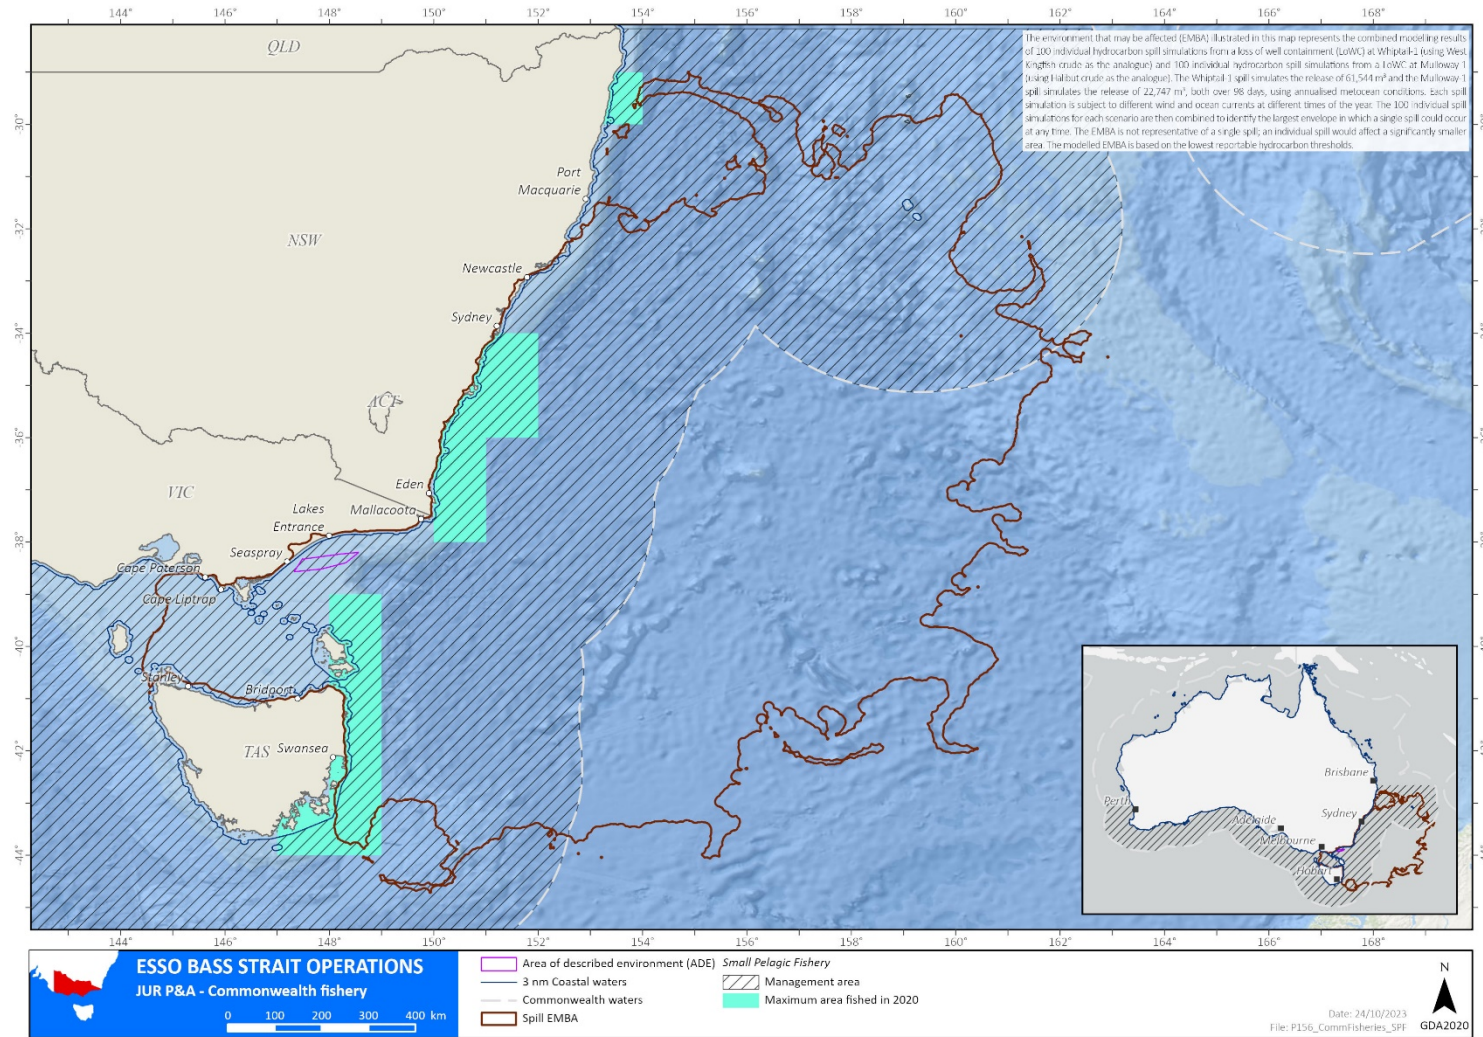 144° 146° 148° 150° 152° 154° 156° 158° 160° 162° 164° 166° 168°
The environment that may be affected (EMBA) illustrated in this map represents the combined modelling results
of 100 individual hydrocarbon spill simulations from a loss of well containment (LoWC) at Whiptail-1 (using West
Kingfish crude as the analogue) and 100 individual hydrocarbon spill simulations from a LoWC at Mulloway-1
(using Halibut crude as the analogue). The Whiptail-1 spill simulates the release of 61,544 m³ and the Mulloway-1
spill simulates the release of 22,747 m³, both over 98 days, using annualised metocean conditions. Each spill
simulation is subject to different wind and ocean currents at different times of the year. The 100 individual spill
simulations for each scenario are then combined to identify the largest envelope in which a single spill could occur
at any time. The EMBA is not representative of a single spill; an individual spill would affect a significantly smaller
area. The modelled EMBA is based on the lowest reportable hydrocarbon thresholds.
QLD
-30°
Port
Macquarie
-32°
NSW
Newcastle
Sydney
-34°
ACT
-36°
Eden
VIC
Lakes
Entrance
Mallacoota
-38°
Seaspray
Cape Paterson
Cape Liptrap
-40°
Stanley
Bridport
-42°
TAS
Swansea
-44°
Brisbane
Perth
Sydney
Adelaide
Melbourne
Hobart
144° 146° 148° 150° 152° 154° 156° 158° 160° 162° 164° 166° 168°
ESSO BASS STRAIT OPERATIONS
JUR P&A - Commonwealth fishery
0 100 200 300 400 km
Area of described environment (ADE)
3 nm Coastal waters
Commonwealth waters
Spill EMBA
Small Pelagic Fishery
Management area
Maximum area fished in 2020
N
Date: 24/10/2023
File: P156_CommFisheries_SPF
GDA2020